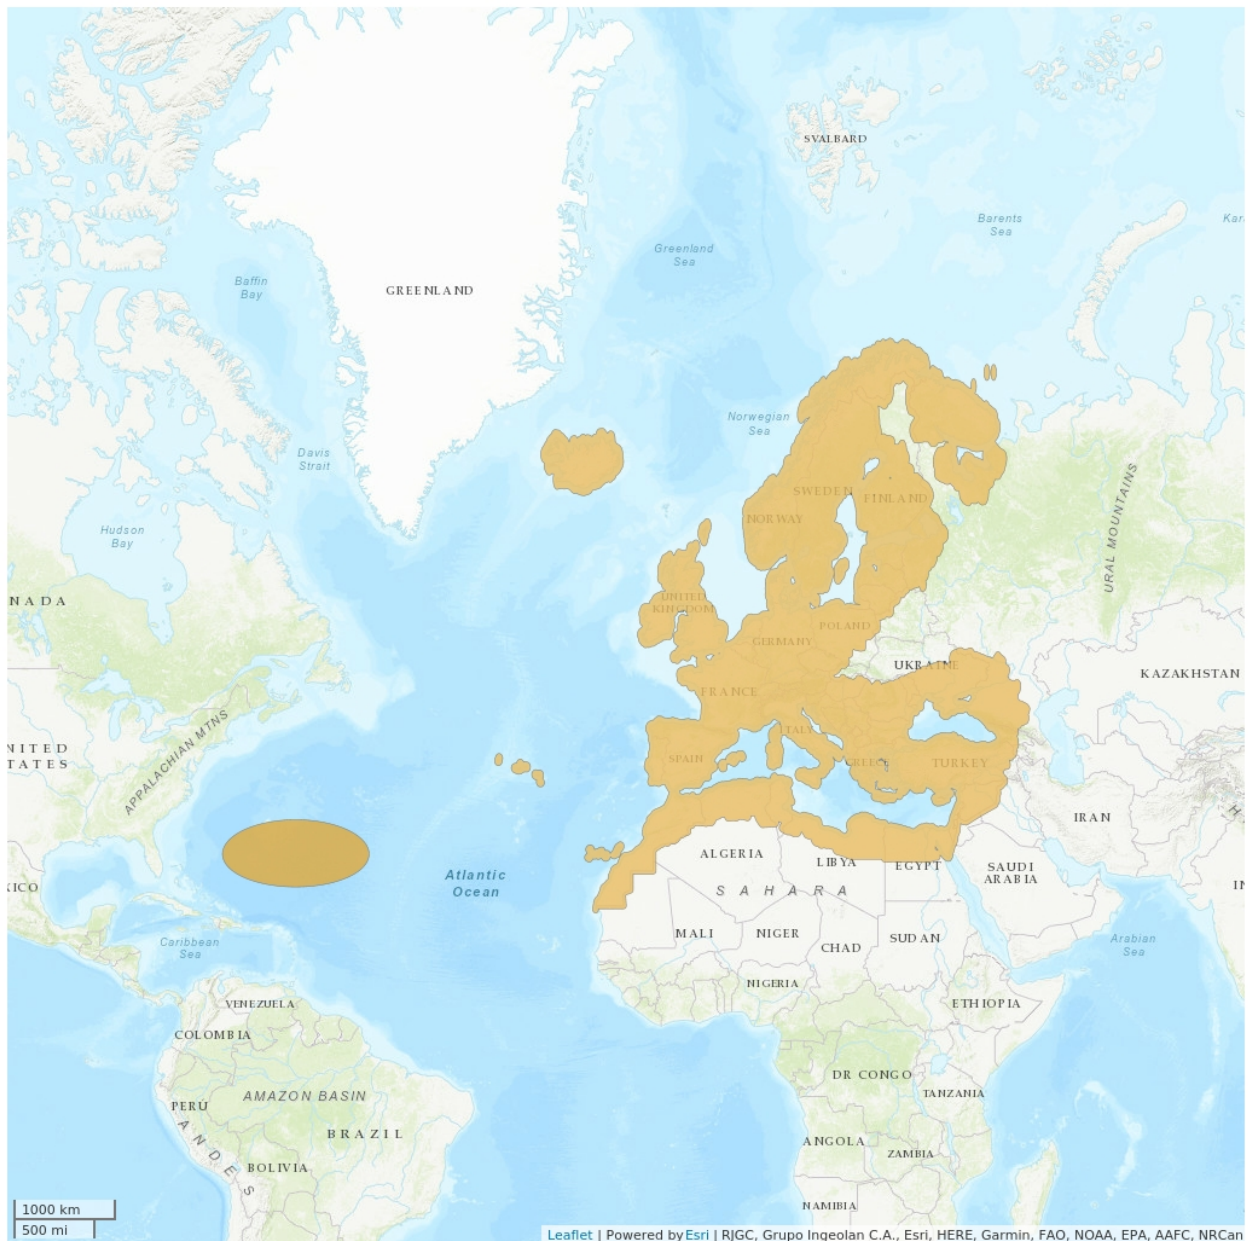 SVALBARD
Barents
Sea
Kar
Greenland
Sea
Baffin
Bay
GREENLAND
Norwegian
Sea
Davis
Strait
URAL MOUNTAINS
SWEDEN
FINLAND
NORWAY
Hudson
Bay
NADA
UNITED
KINGDOM
POLAND
GERMANY
UKRAINE
KAZAKHSTAN
FRANCE
APPALACHIAN MTNS
ITALY
NITED
TATES
SPAIN
GREECE
TURKEY
IRAN
ALGERIA
LIBYA
EGYPT
SAUDI
ARABIA
Atlantic
Ocean
XICO
SAHARA
IN
MALI
NIGER
CHAD
SUDAN
Caribbean
Sea
Arabian
Sea
NIGERIA
VENEZUELA
ETHIOPIA
COLOMBIA
DR CONGO
AMAZON BASIN
TANZANIA
PERU
BRAZIL
ANDES
ANGOLA
ZAMBIA
BOLIVIA
NAMIBIA
1000 km
500 mi
Leaflet | Powered by Esri | RJGC, Grupo Ingeolan C.A., Esri, HERE, Garmin, FAO, NOAA, EPA, AAFC, NRCan